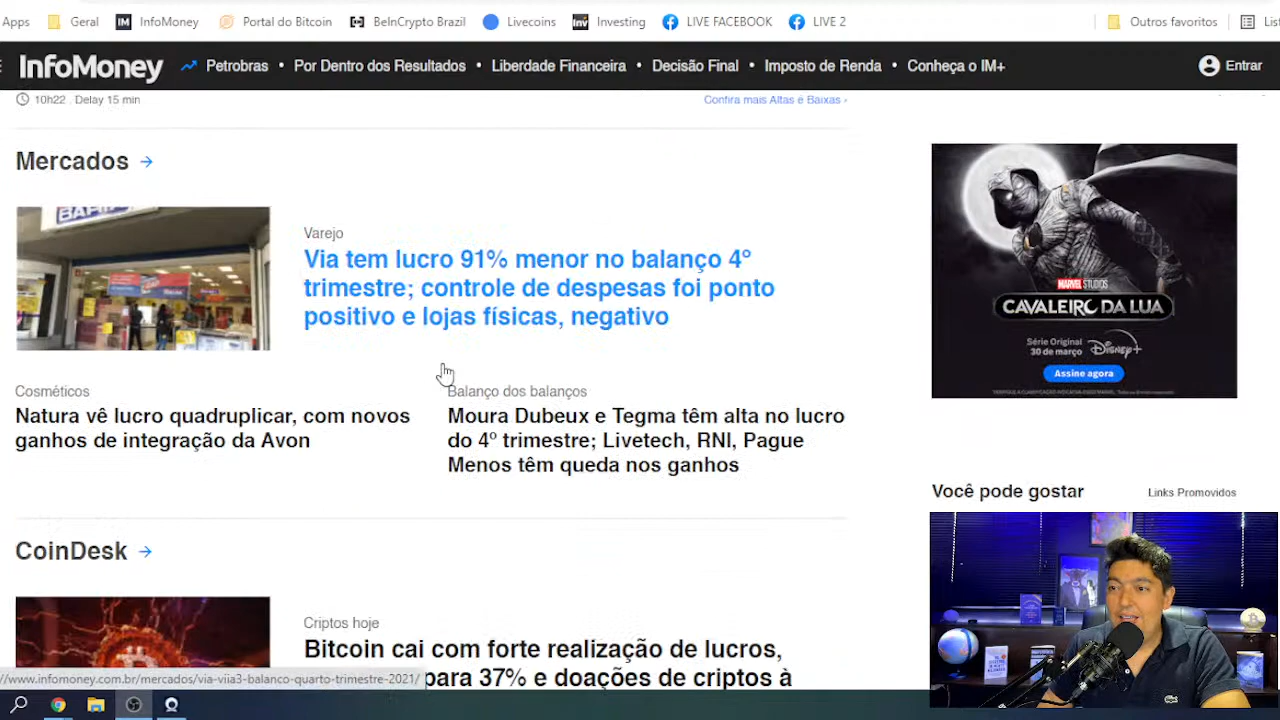 Apps Geral InfoMoney Portal do Bitcoin BeInCrypto Brazil Livecoins Investing LIVE FACEBOOK LIVE 2 Outros favoritos
InfoMoney Petrobras • Por Dentro dos Resultados • Liberdade Financeira • Decisão Final • Imposto de Renda • Conheça o IM+ Entrar
10h22 . Delay 15 min Confira mais Altas e Baixas ›
Mercados →
Varejo
Via tem lucro 91% menor no balanço 4º
trimestre; controle de despesas foi ponto
positivo e lojas físicas, negativo
Cosméticos
Natura vê lucro quadruplicar, com novos
ganhos de integração da Avon
Balanço dos balanços
Moura Dubeux e Tegma têm alta no lucro
do 4º trimestre; Livetech, RNI, Pague
Menos têm queda nos ganhos
CoinDesk →
Criptos hoje
Bitcoin cai com forte realização de lucros,
para 37% e doações de criptos à
//www.infomoney.com.br/mercados/via-viia3-balanco-quarto-trimestre-2021/
MARVEL STUDIOS
CAVALEIRO DA LUA
Série Original
30 de março
Disney+
Assine agora
Você pode gostar Links Promovidos